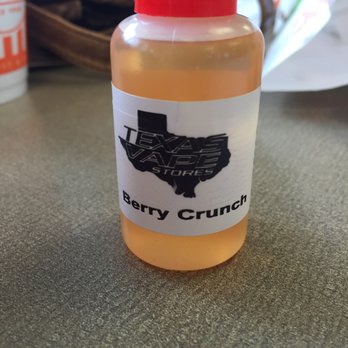 TEXAS
VAPE
STORES
Berry Crunch